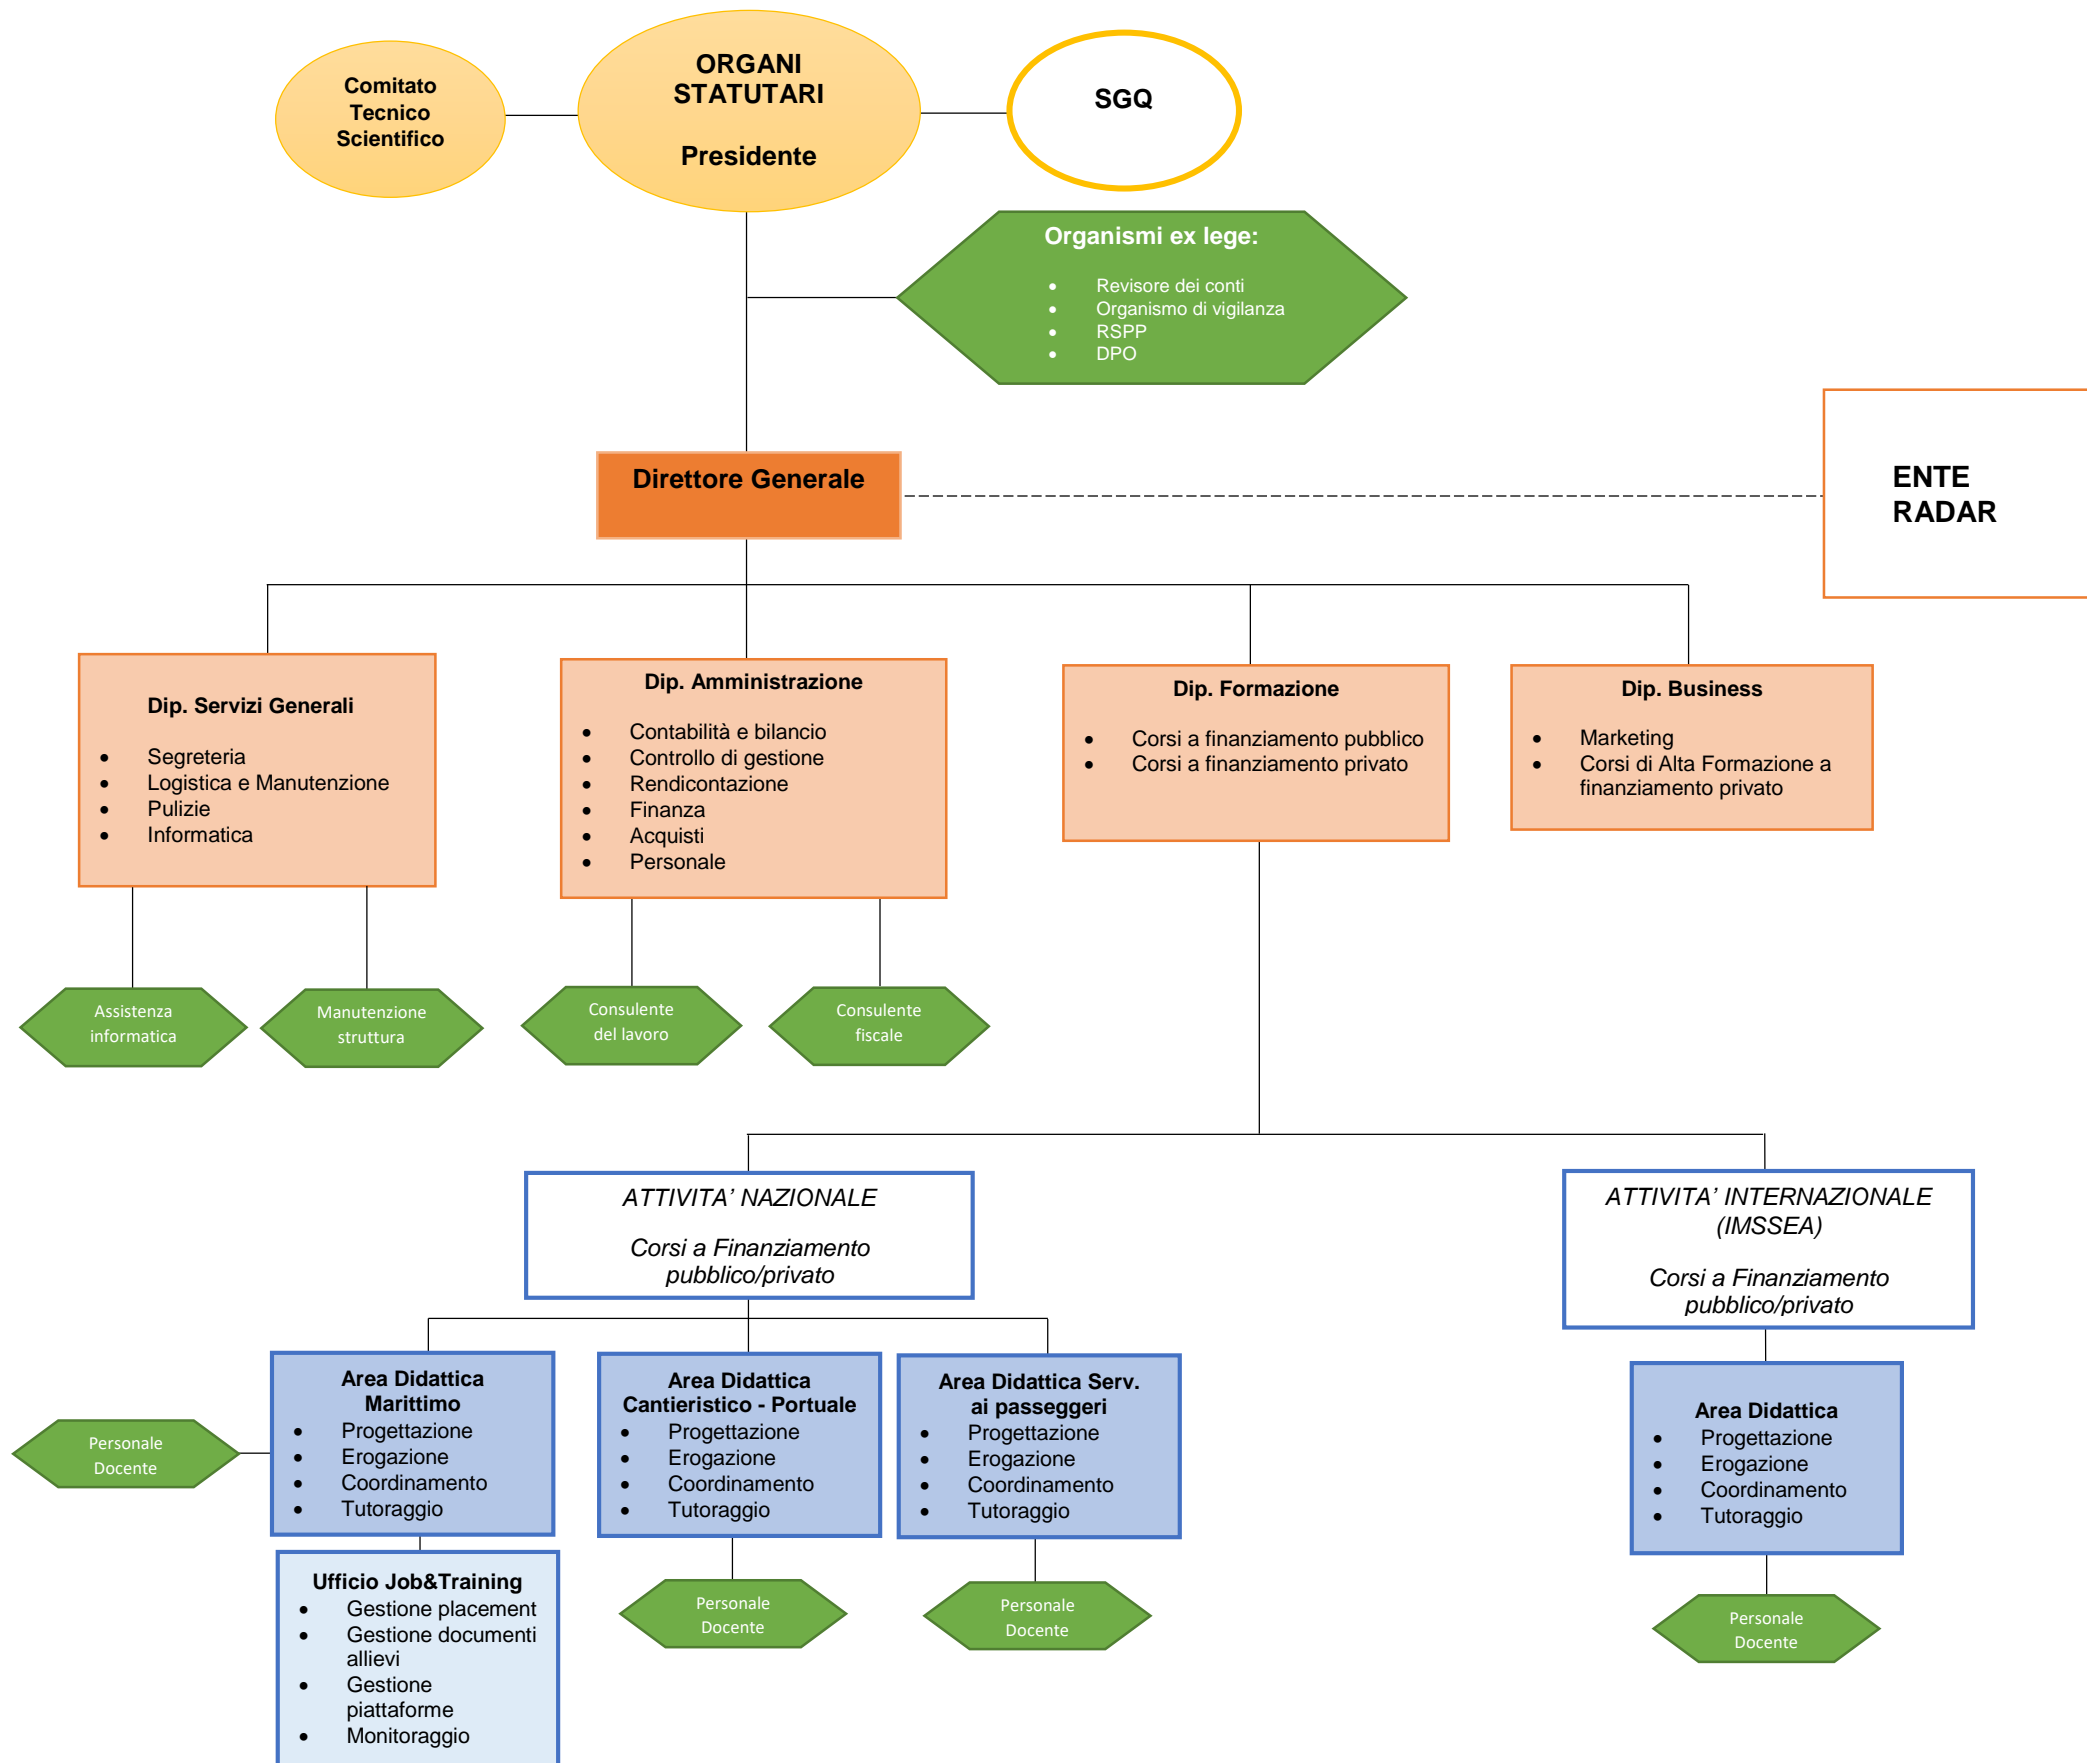 Comitato
Tecnico
Scientifico
ORGANI
STATUTARI
Presidente
SGQ
Organismi ex lege:
• Revisore dei conti
• Organismo di vigilanza
• RSPP
• DPO
Direttore Generale
ENTE
RADAR
Dip. Servizi Generali
• Segreteria
• Logistica e Manutenzione
• Pulizie
• Informatica
Dip. Amministrazione
• Contabilità e bilancio
• Controllo di gestione
• Rendicontazione
• Finanza
• Acquisti
• Personale
Dip. Formazione
• Corsi a finanziamento pubblico
• Corsi a finanziamento privato
Dip. Business
• Marketing
• Corsi di Alta Formazione a
finanziamento privato
Assistenza
informatica
Manutenzione
struttura
Consulente
del lavoro
Consulente
fiscale
ATTIVITA’ NAZIONALE
Corsi a Finanziamento
pubblico/privato
ATTIVITA’ INTERNAZIONALE
(IMSSEA)
Corsi a Finanziamento
pubblico/privato
Personale
Docente
Area Didattica
Marittimo
• Progettazione
• Erogazione
• Coordinamento
• Tutoraggio
Area Didattica
Cantieristico - Portuale
• Progettazione
• Erogazione
• Coordinamento
• Tutoraggio
Area Didattica Serv.
ai passeggeri
• Progettazione
• Erogazione
• Coordinamento
• Tutoraggio
Area Didattica
• Progettazione
• Erogazione
• Coordinamento
• Tutoraggio
Ufficio Job&Training
• Gestione placement
• Gestione documenti
allievi
• Gestione
piattaforme
• Monitoraggio
Personale
Docente
Personale
Docente
Personale
Docente